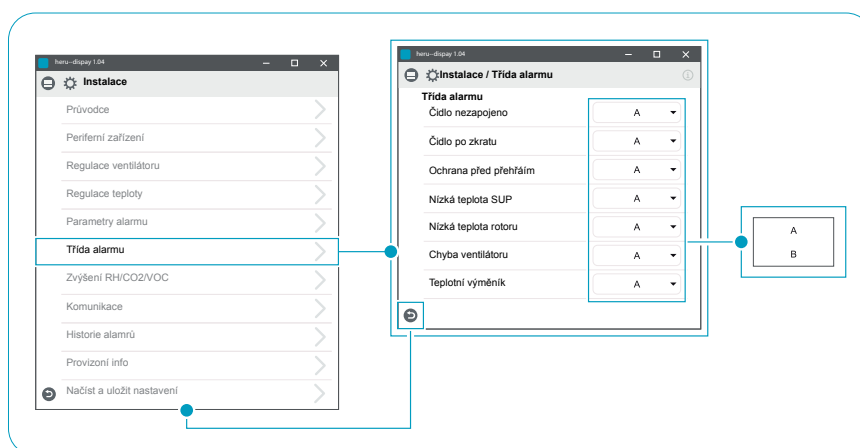 heru-dispay 1.04
Instalace
Průvodce
Periferní zařízení
Regulace ventilátoru
Regulace teploty
Parametry alarmu
Třída alarmu
Zvýšení RH/CO2/VOC
Komunikace
Historie alamrů
Provizoní info
Načíst a uložit nastavení
heru-dispay 1.04
Instalace / Třída alarmu
Třída alarmu
Čidlo nezapojeno A
Čidlo po zkratu A
Ochrana před přehřáím A
Nízká teplota SUP A
Nízká teplota rotoru A
Chyba ventilátoru A
Teplotní výměník A
A
B